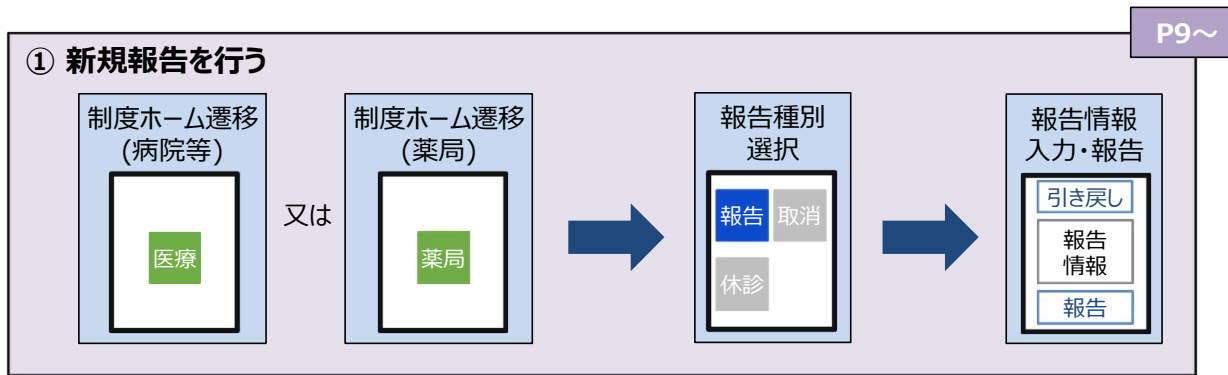 P9～
① 新規報告を行う
制度ホーム遷移
(病院等)
医療
又は
制度ホーム遷移
(薬局)
薬局
報告種別
選択
報告
取消
休診
報告情報
入力・報告
引き戻し
報告
情報
報告